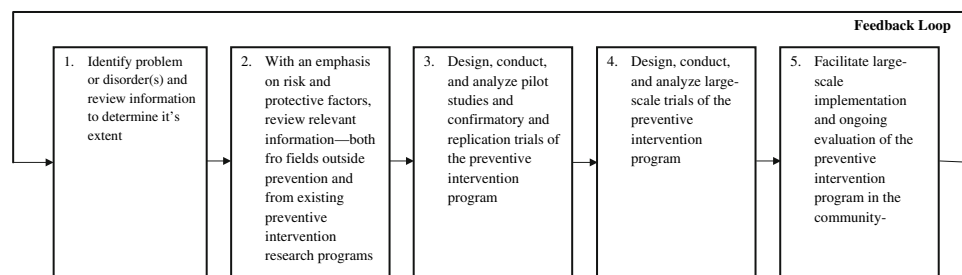 Feedback Loop
1. Identify problem
or disorder(s) and
review information
to determine it's
extent
2. With an emphasis
on risk and
protective factors,
review relevant
information—both
fro fields outside
prevention and
from existing
preventive
intervention
research programs
3. Design, conduct,
and analyze pilot
studies and
confirmatory and
replication trials of
the preventive
intervention
program
4. Design, conduct,
and analyze large-
scale trials of the
preventive
intervention
program
5. Facilitate large-
scale
implementation
and ongoing
evaluation of the
preventive
intervention
program in the
community-